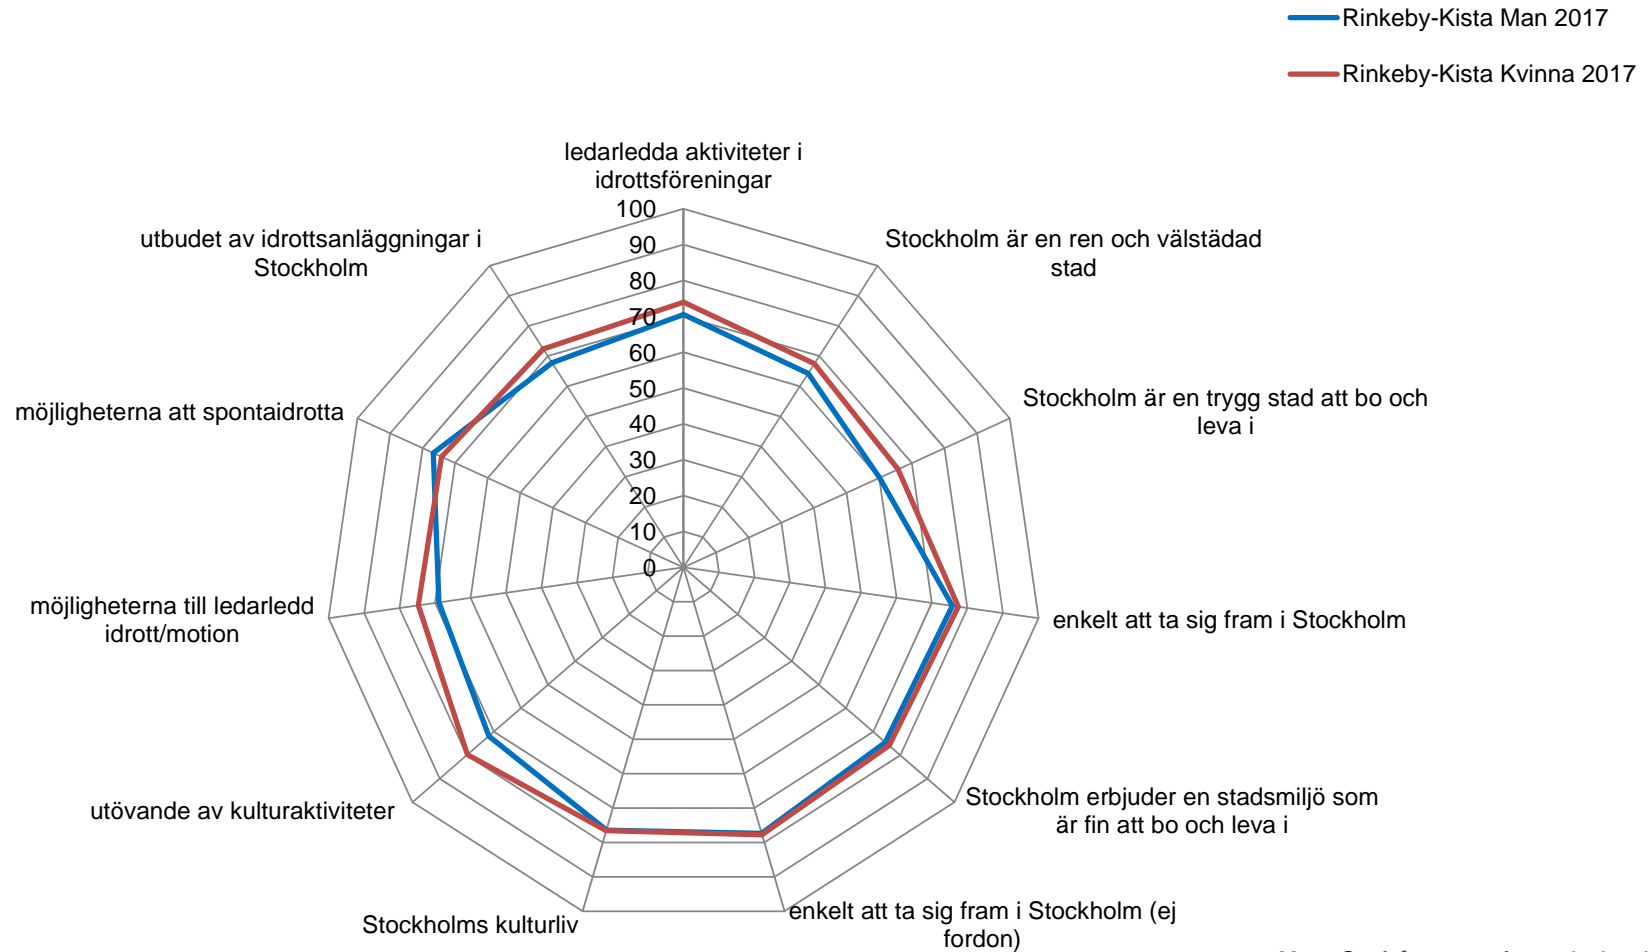 Rinkeby-Kista Man 2017
Rinkeby-Kista Kvinna 2017
ledarledda aktiviteter i
idrottsföreningar
Stockholm är en ren och välstädad
stad
Stockholm är en trygg stad att bo och
leva i
enkelt att ta sig fram i Stockholm
Stockholm erbjuder en stadsmiljö som
är fin att bo och leva i
enkelt att ta sig fram i Stockholm (ej
fordon)
Stockholms kulturliv
utövande av kulturaktiviteter
möjligheterna till ledarledd
idrott/motion
möjligheterna att spontaidrotta
utbudet av idrottsanläggningar i
Stockholm
100
90
80
70
60
50
40
30
20
10
0